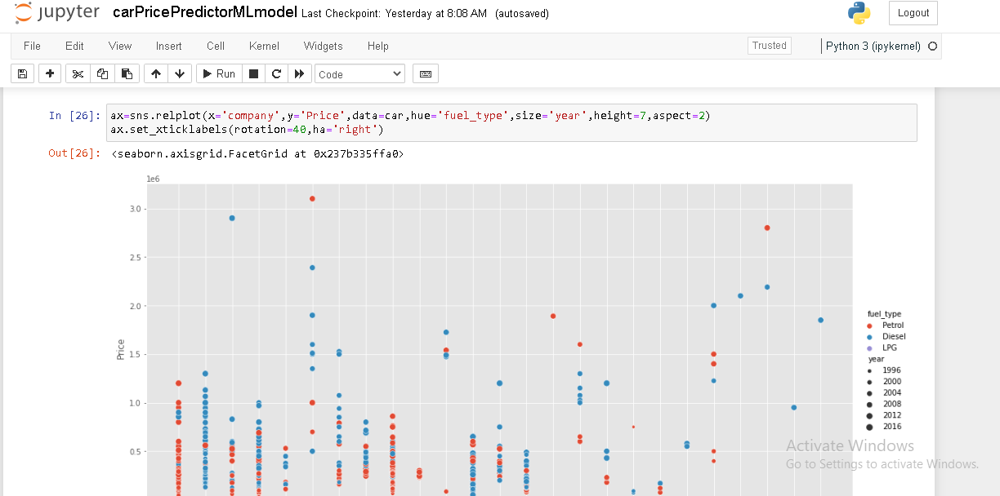 jupyter carPricePredictorMLmodel Last Checkpoint: Yesterday at 8:08 AM (autosaved) Logout
File Edit View Insert Cell Kernel Widgets Help Trusted Python 3 (ipykernel)
Run Code
In [26]: ax=sns.relplot(x='company',y='Price',data=car,hue='fuel_type',size='year',height=7,aspect=2)
ax.set_xticklabels(rotation=40,ha='right')
Out[26]: <seaborn.axisgrid.FacetGrid at 0x237b335ffa0>
1e6
3.0
2.5
2.0
1.5
1.0
0.5
Price
fuel_type
Petrol
Diesel
LPG
year
1996
2000
2004
2008
2012
2016
Activate Windows
Go to Settings to activate Windows.